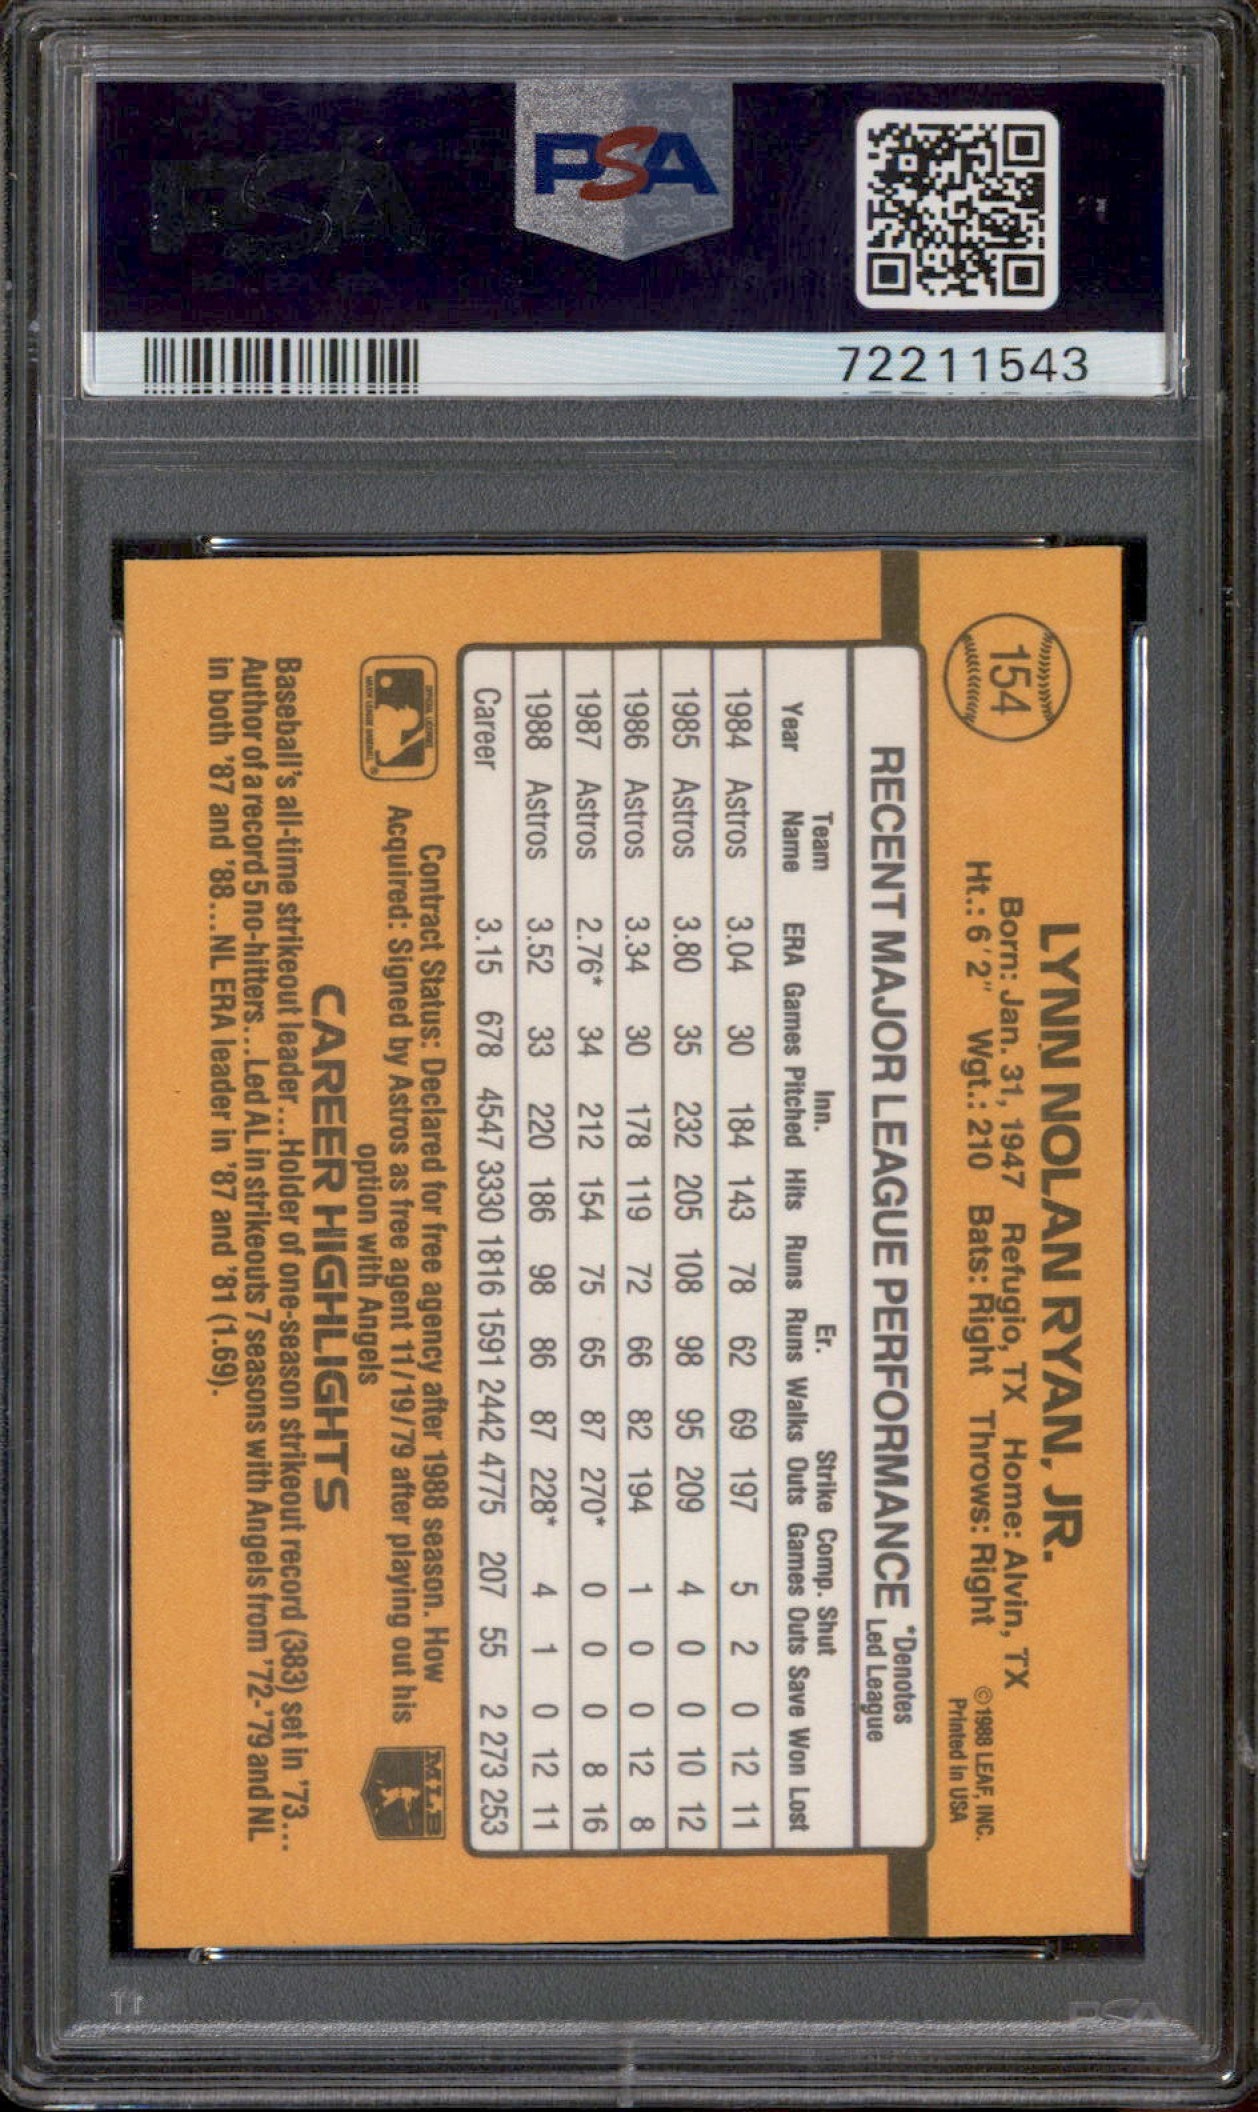 PSA
72211543
154
LYNN NOLAN RYAN, JR.
Born: Jan. 31, 1947 Refugio, TX Home: Alvin, TX
Ht.: 6'2" Wgt.: 210 Bats: Right Throws: Right
©1988 LEAF, INC.
Printed in USA
RECENT MAJOR LEAGUE PERFORMANCE
*Denotes
Led League
Team Inn. Er. Strike Comp. Shut
Year Name ERA Games Pitched Hits Runs Runs Walks Outs Games Outs Save Won Lost
1984 Astros 3.04 30 184 143 78 62 69 197 5 2 0 12 11
1985 Astros 3.80 35 232 205 108 98 95 209 4 0 0 10 12
1986 Astros 3.34 30 178 119 72 66 82 194 1 0 0 12 8
1987 Astros 2.76* 34 212 154 75 65 87 270* 0 0 0 8 16
1988 Astros 3.52 33 220 186 98 86 87 228* 4 1 0 12 11
Career 3.15 678 4547 3330 1816 1591 2442 4775 207 55 2 273 253
Contract Status: Declared for free agency after 1988 season. How
Acquired: Signed by Astros as free agent 11/19/79 after playing out his
option with Angels
MLB
CAREER HIGHLIGHTS
Baseball's all-time strikeout leader...Holder of one-season strikeout record (383) set in '73...
Author of a record 5 no-hitters...Led AL in strikeouts 7 seasons with Angels from '72-'79 and NL
in both '87 and '88...NL ERA leader in '87 and '81 (1.69).
PSA